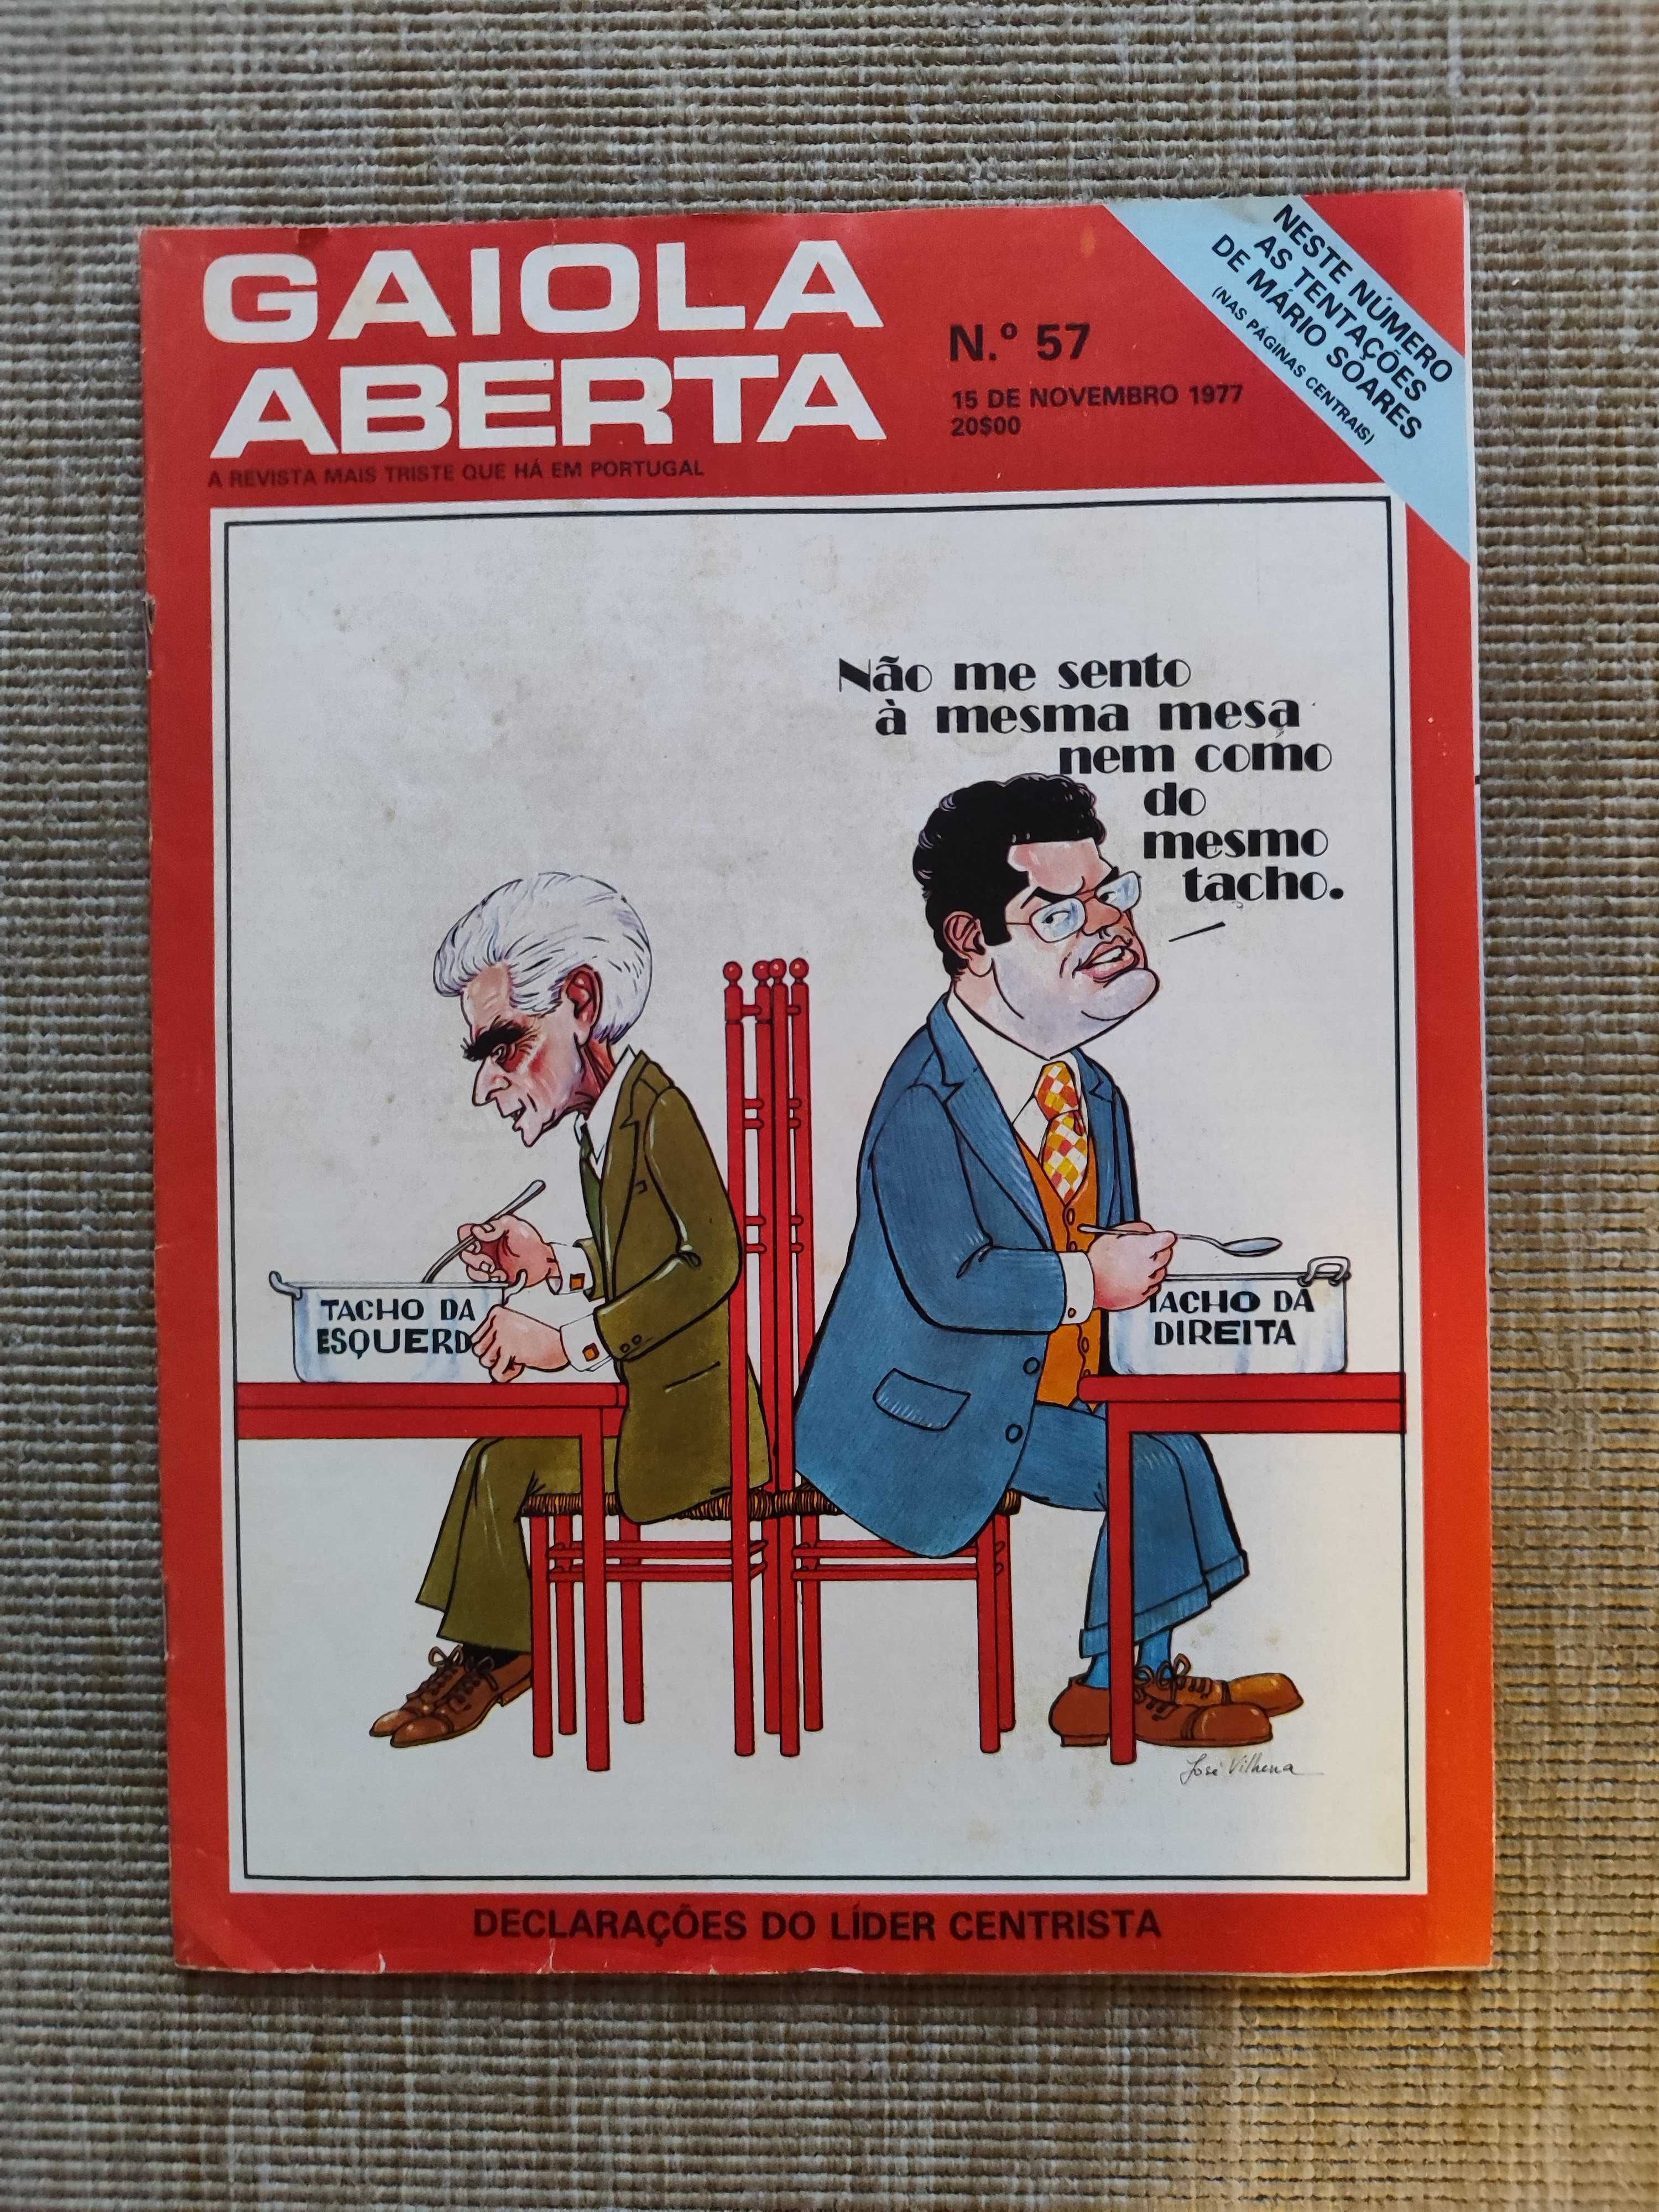 GAIOLA
ABERTA
A REVISTA MAIS TRISTE QUE HÁ EM PORTUGAL
N.º 57
15 DE NOVEMBRO 1977
20$00
NESTE NÚMERO
AS TENTAÇÕES
DE MÁRIO SOARES
(NAS PÁGINAS CENTRAIS)
Não me sento
à mesma mesa
nem como
do
mesmo
tacho.
TACHO DA
ESQUERD
TACHO DA
DIREITA
José Vilhena
DECLARAÇÕES DO LÍDER CENTRISTA